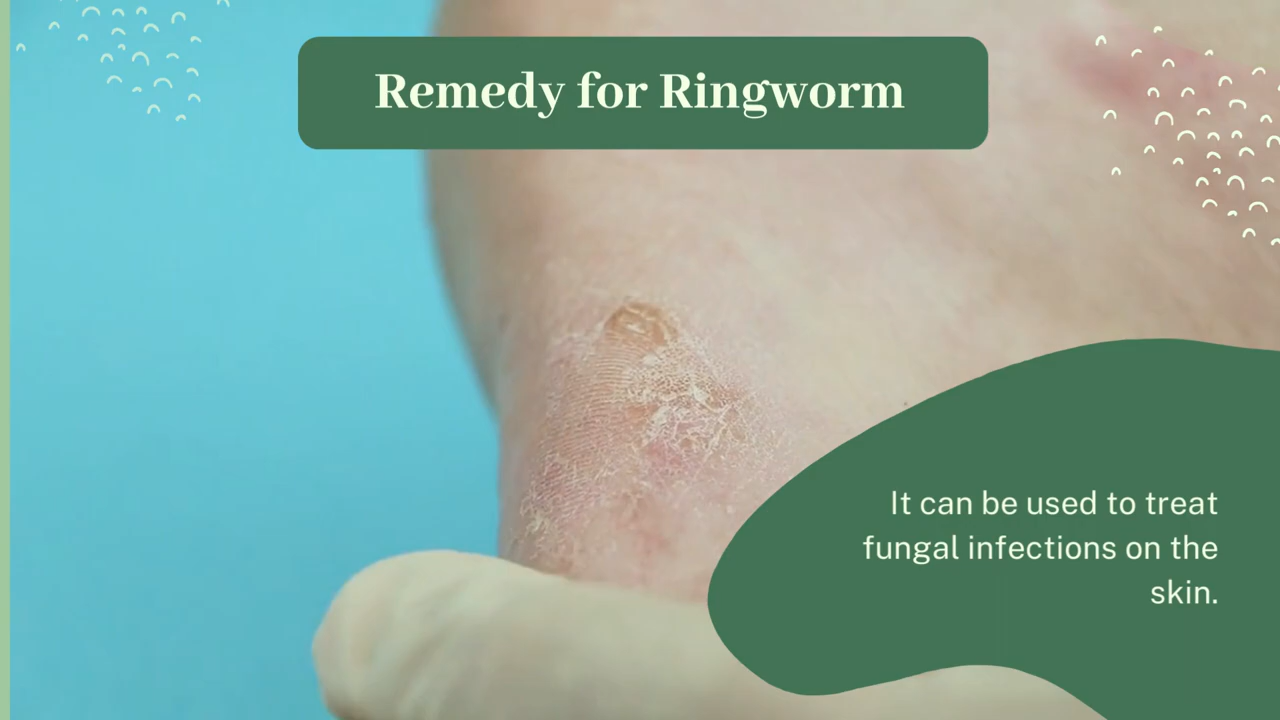 Remedy for Ringworm
It can be used to treat
fungal infections on the
skin.